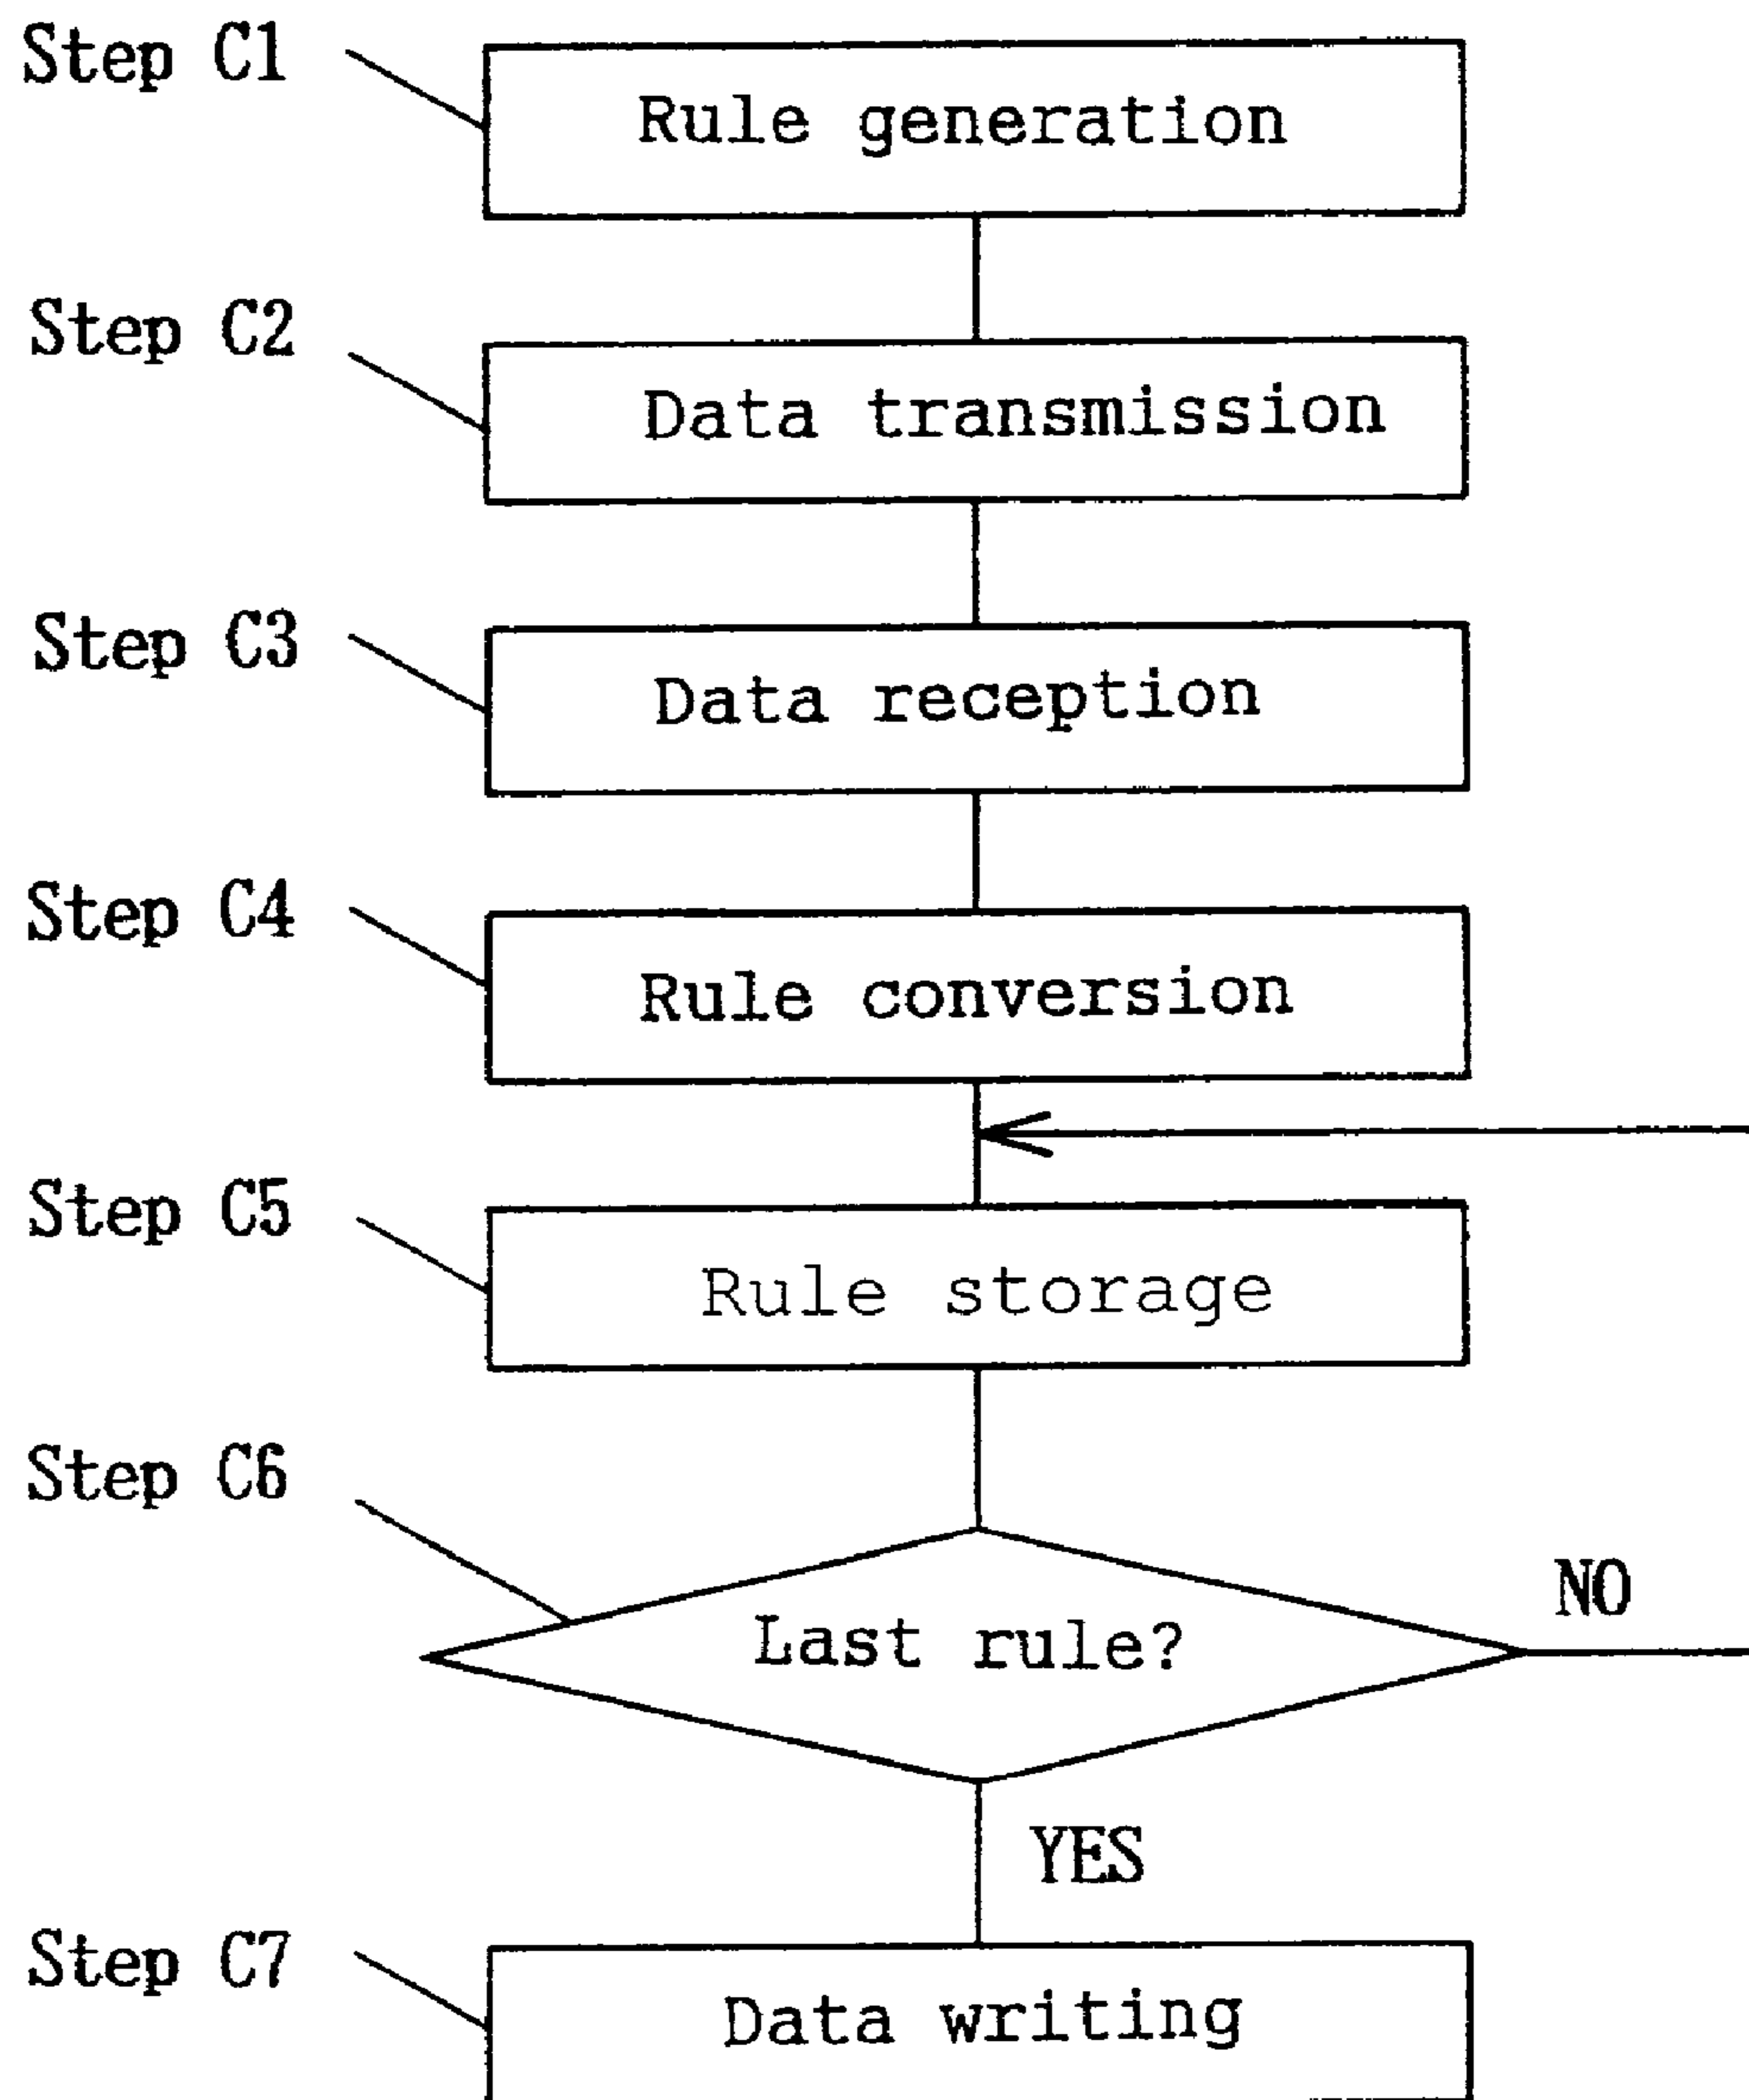 Step C1
Rule generation
Step C2
Data transmission
Step C3
Data reception
Step C4
Rule conversion
Step C5
Rule storage
Step C6
Last rule?
NO
YES
Step C7
Data writing